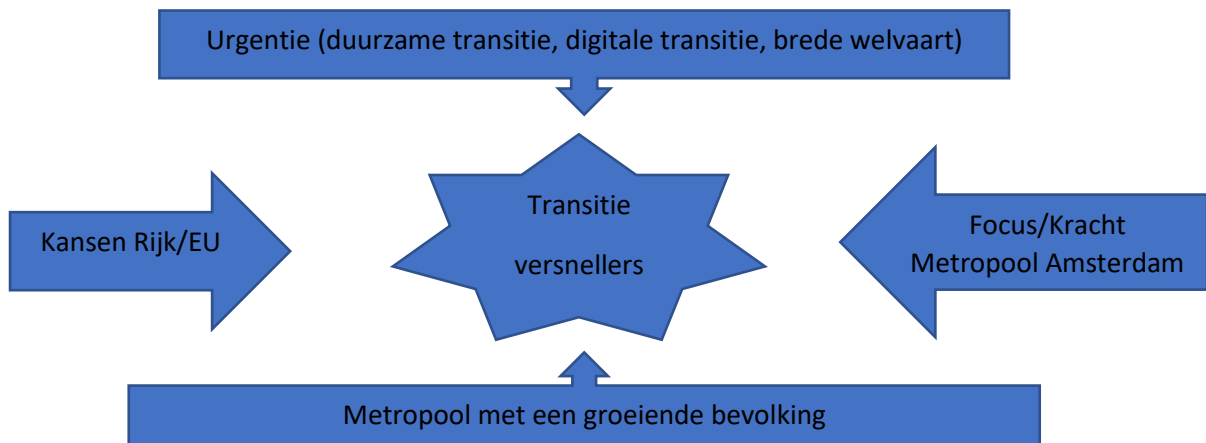 Urgentie (duurzame transitie, digitale transitie, brede welvaart)
Transitie
versnellers
Kansen Rijk/EU
Focus/Kracht
Metropool Amsterdam
Metropool met een groeiende bevolking